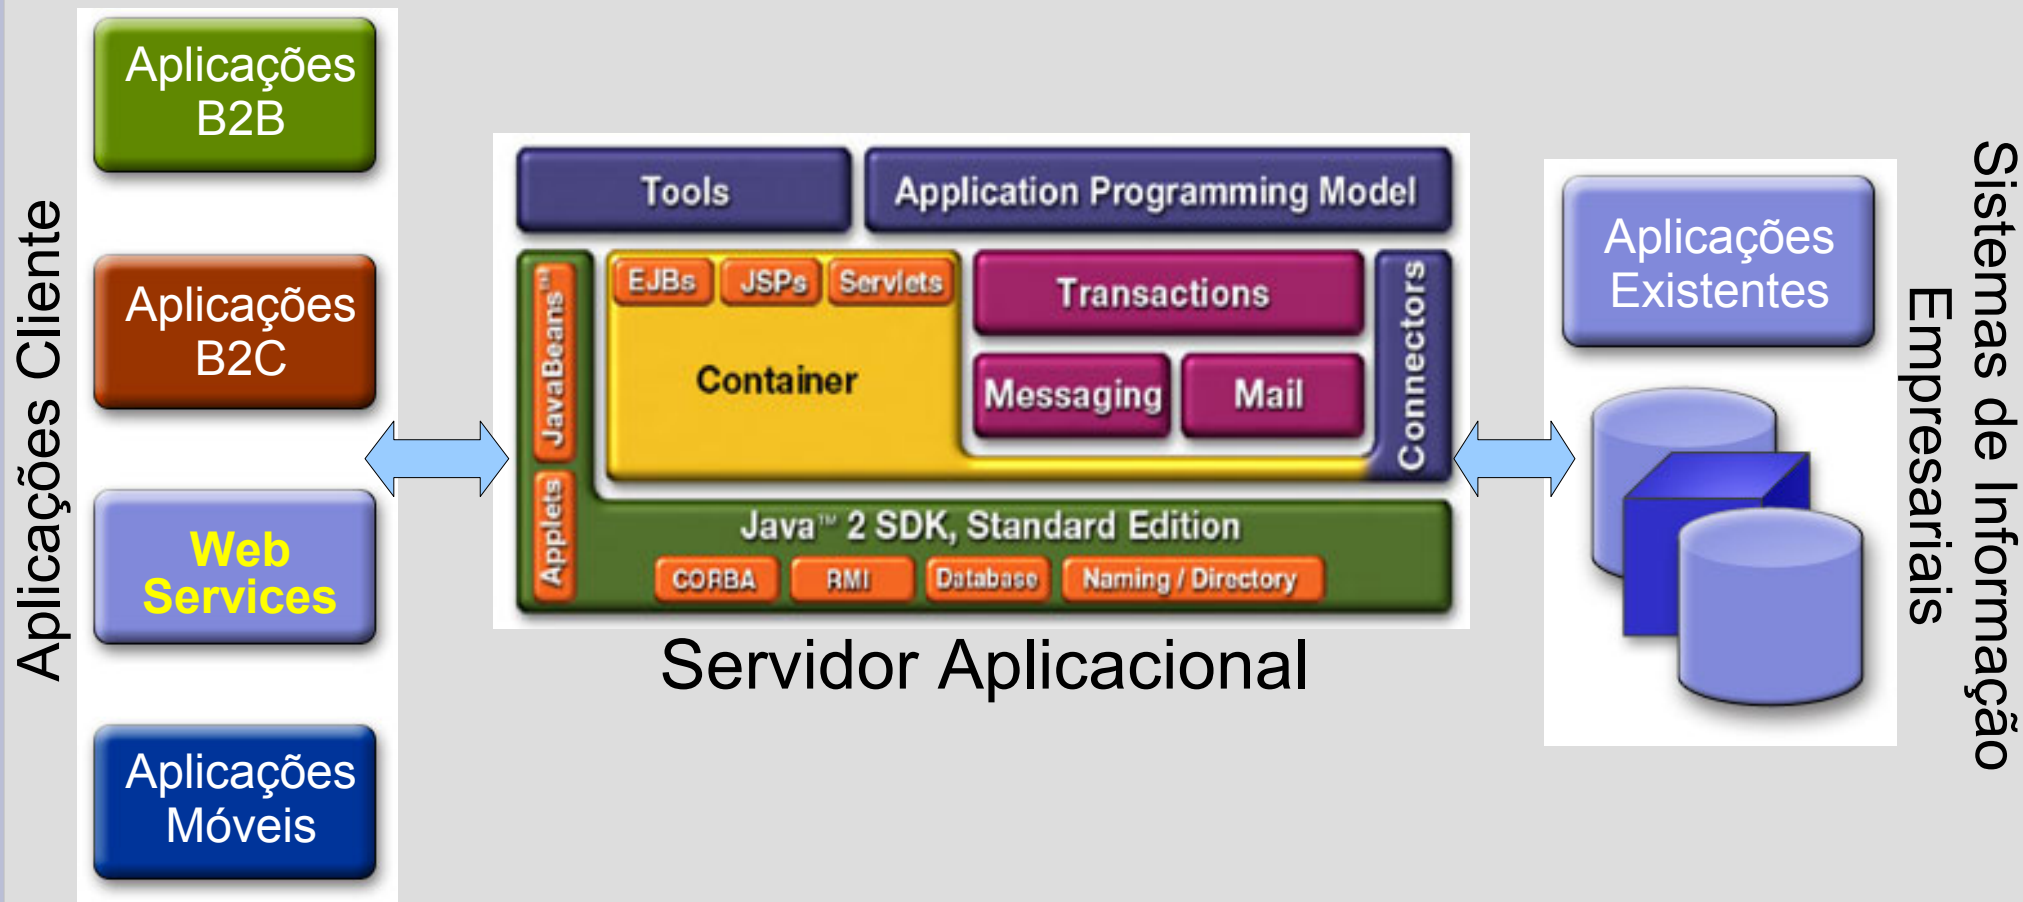 Aplicações Cliente
Aplicações
B2B
Aplicações
B2C
Web
Services
Aplicações
Móveis
Tools
Application Programming Model
JavaBeans℠
Applets
EJBs
JSPs
Servlets
Container
Transactions
Messaging
Mail
Connectors
Java™ 2 SDK, Standard Edition
CORBA
RMI
Database
Naming / Directory
Servidor Aplicacional
Aplicações
Existentes
Sistemas de Informação
Empresariais